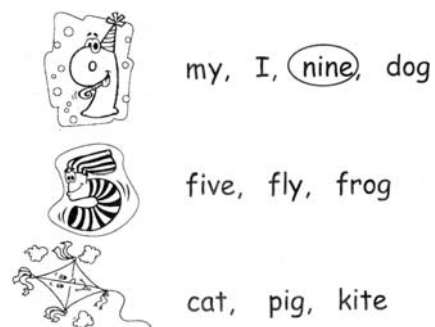 my, I, nine, dog
five, fly, frog
cat, pig, kite